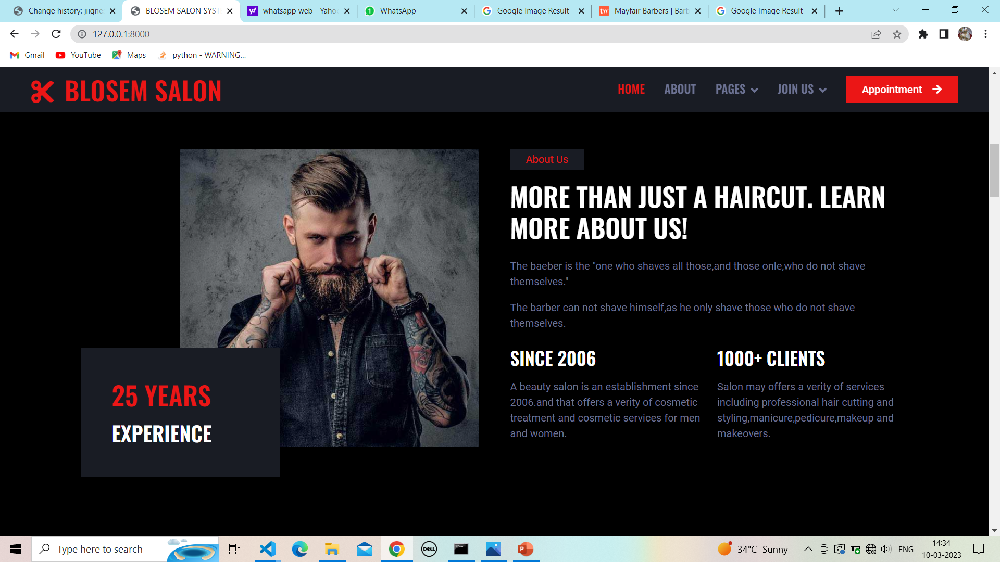 Change history: jiigne
BLOSEM SALON SYST
whatsapp web - Yaho
WhatsApp
Google Image Result
Mayfair Barbers | Barb
Google Image Result
127.0.0.1:8000
Gmail
YouTube
Maps
python - WARNING...
BLOSEM SALON
HOME
ABOUT
PAGES
JOIN US
Appointment
About Us
MORE THAN JUST A HAIRCUT. LEARN
MORE ABOUT US!
The baeber is the "one who shaves all those,and those onle,who do not shave
themselves."
The barber can not shave himself,as he only shave those who do not shave
themselves.
SINCE 2006
A beauty salon is an establishment since
2006.and that offers a verity of cosmetic
treatment and cosmetic services for men
and women.
1000+ CLIENTS
Salon may offers a verity of services
including professional hair cutting and
styling,manicure,pedicure,makeup and
makeovers.
25 YEARS
EXPERIENCE
Type here to search
DELL
34°C Sunny
ENG
14:34
10-03-2023